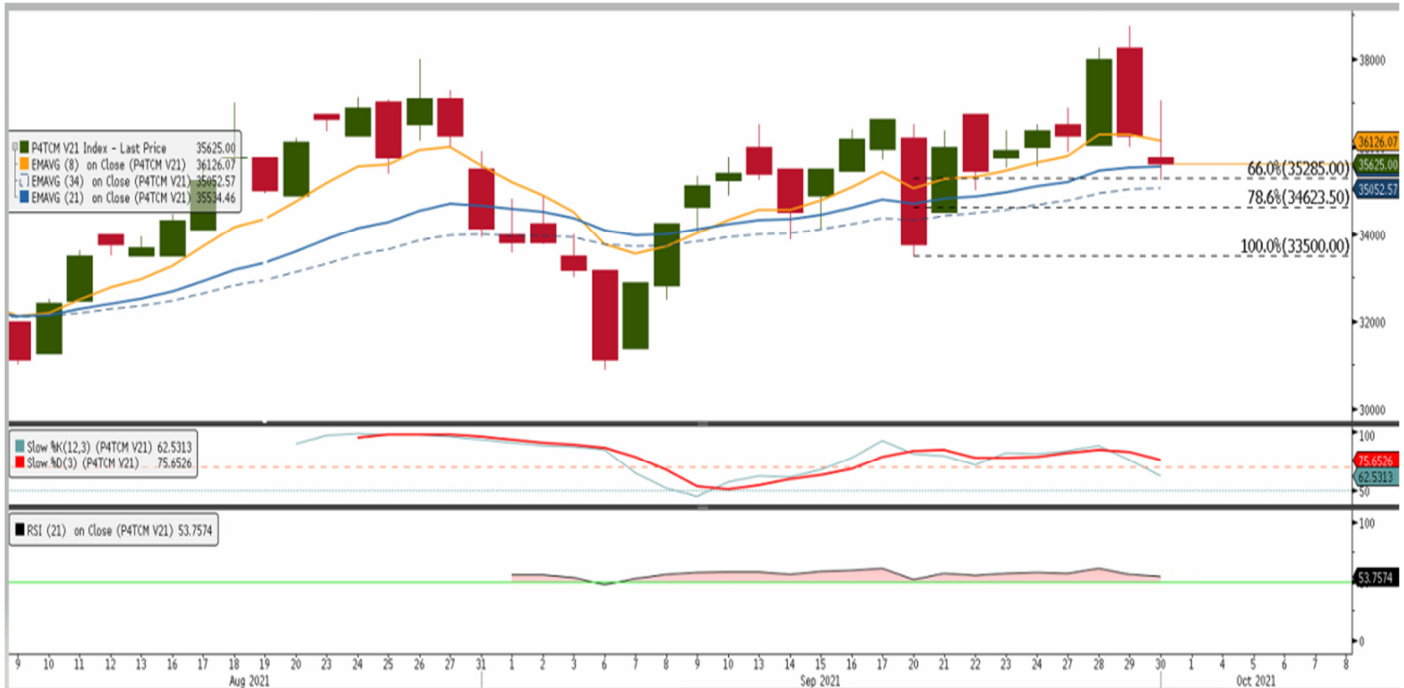 38000
P4TCM V21 Index - Last Price 35625.00
EMAVG (8) on Close (P4TCM V21) 36126.07
EMAVG (34) on Close (P4TCM V21) 35052.57
EMAVG (21) on Close (P4TCM V21) 35534.46
36126.07
35625.00
66.0%(35285.00)
35052.57
78.6%(34623.50)
34000
100.0%(33500.00)
32000
30000
Slow %K(12,3) (P4TCM V21) 62.5313
Slow %D(3) (P4TCM V21) 75.6526
100
75.6526
62.5313
50
RSI (21) on Close (P4TCM V21) 53.7574
100
53.7574
0
9 10 11 12 13 16 17 18 19 20 23 24 25 26 27 31 1 2 3 6 7 8 9 10 13 14 15 16 17 20 21 22 23 24 27 28 29 30 1 4 5 6 7 8
Aug 2021 Sep 2021 Oct 2021